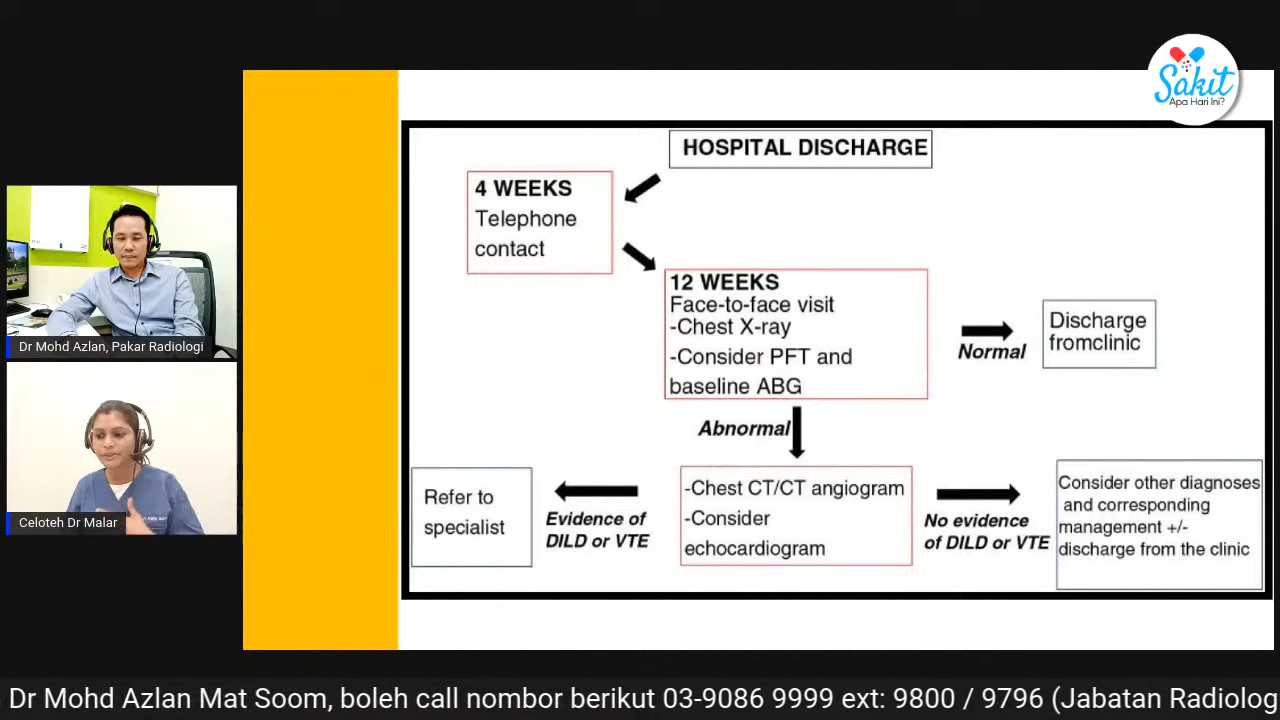 Sakit
Apa Hari Ini?
HOSPITAL DISCHARGE
4 WEEKS
Telephone
contact
12 WEEKS
Face-to-face visit
-Chest X-ray
-Consider PFT and
baseline ABG
Normal
Discharge
fromclinic
Abnormal
Refer to
specialist
Evidence of
DILD or VTE
-Chest CT/CT angiogram
-Consider
echocardiogram
No evidence
of DILD or VTE
Consider other diagnoses
and corresponding
management +/-
discharge from the clinic
Dr Mohd Azlan, Pakar Radiologi
Celoteh Dr Malar
Dr Mohd Azlan Mat Soom, boleh call nombor berikut 03-9086 9999 ext: 9800 / 9796 (Jabatan Radiolog